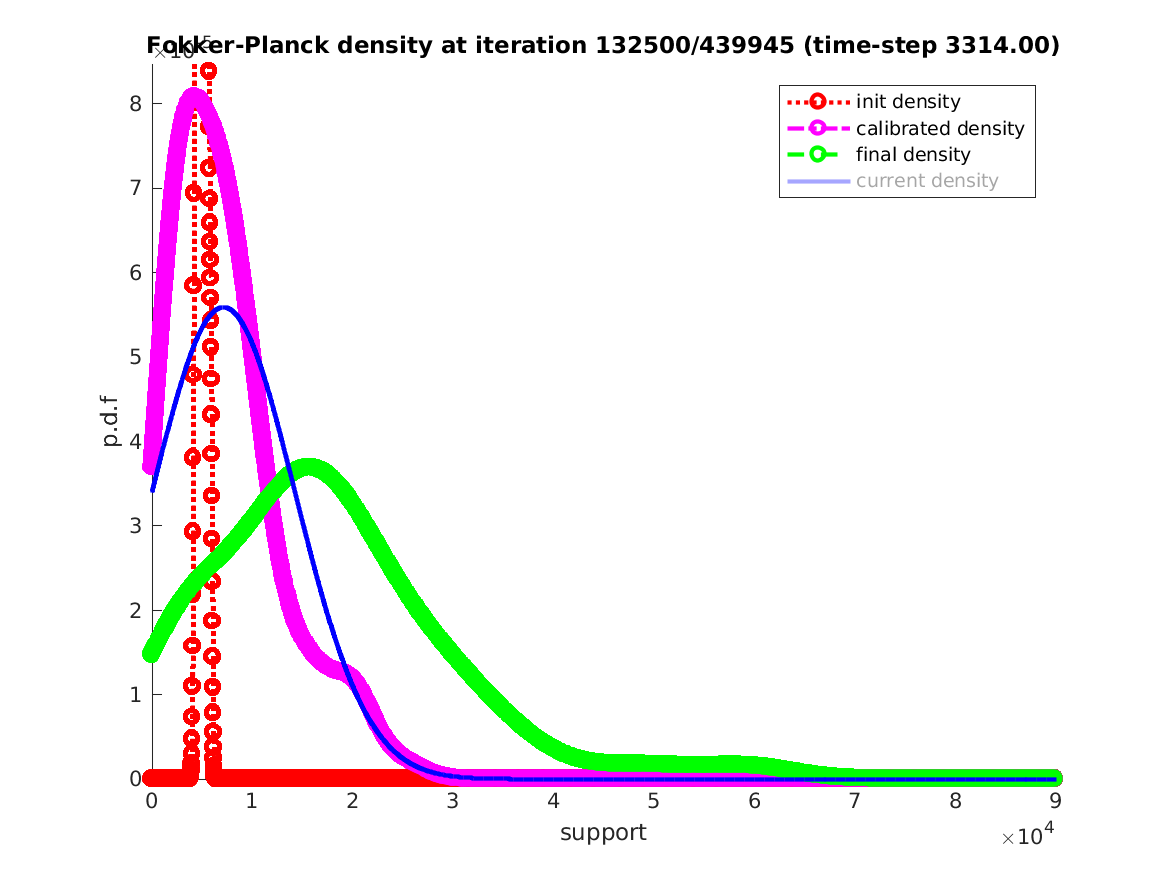 Fokker-Planck density at iteration 132500/439945 (time-step 3314.00)
×10⁻⁵
init density
calibrated density
final density
current density
8
7
6
5
4
3
2
1
0
p.d.f
0 1 2 3 4 5 6 7 8 9
support
×10⁴